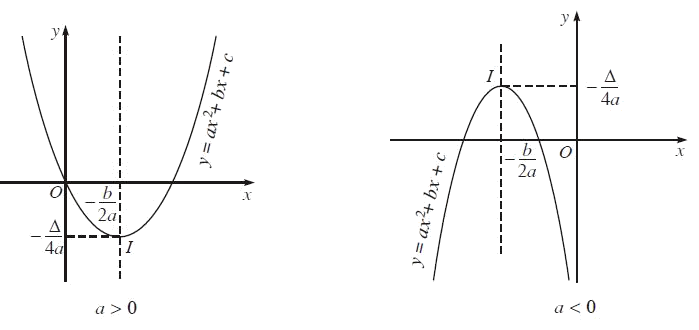 y
y = ax²+ bx + c
O
-b/2a
x
-Δ/4a
I
a > 0
y
I
-Δ/4a
-b/2a
O
x
y = ax²+ bx + c
a < 0